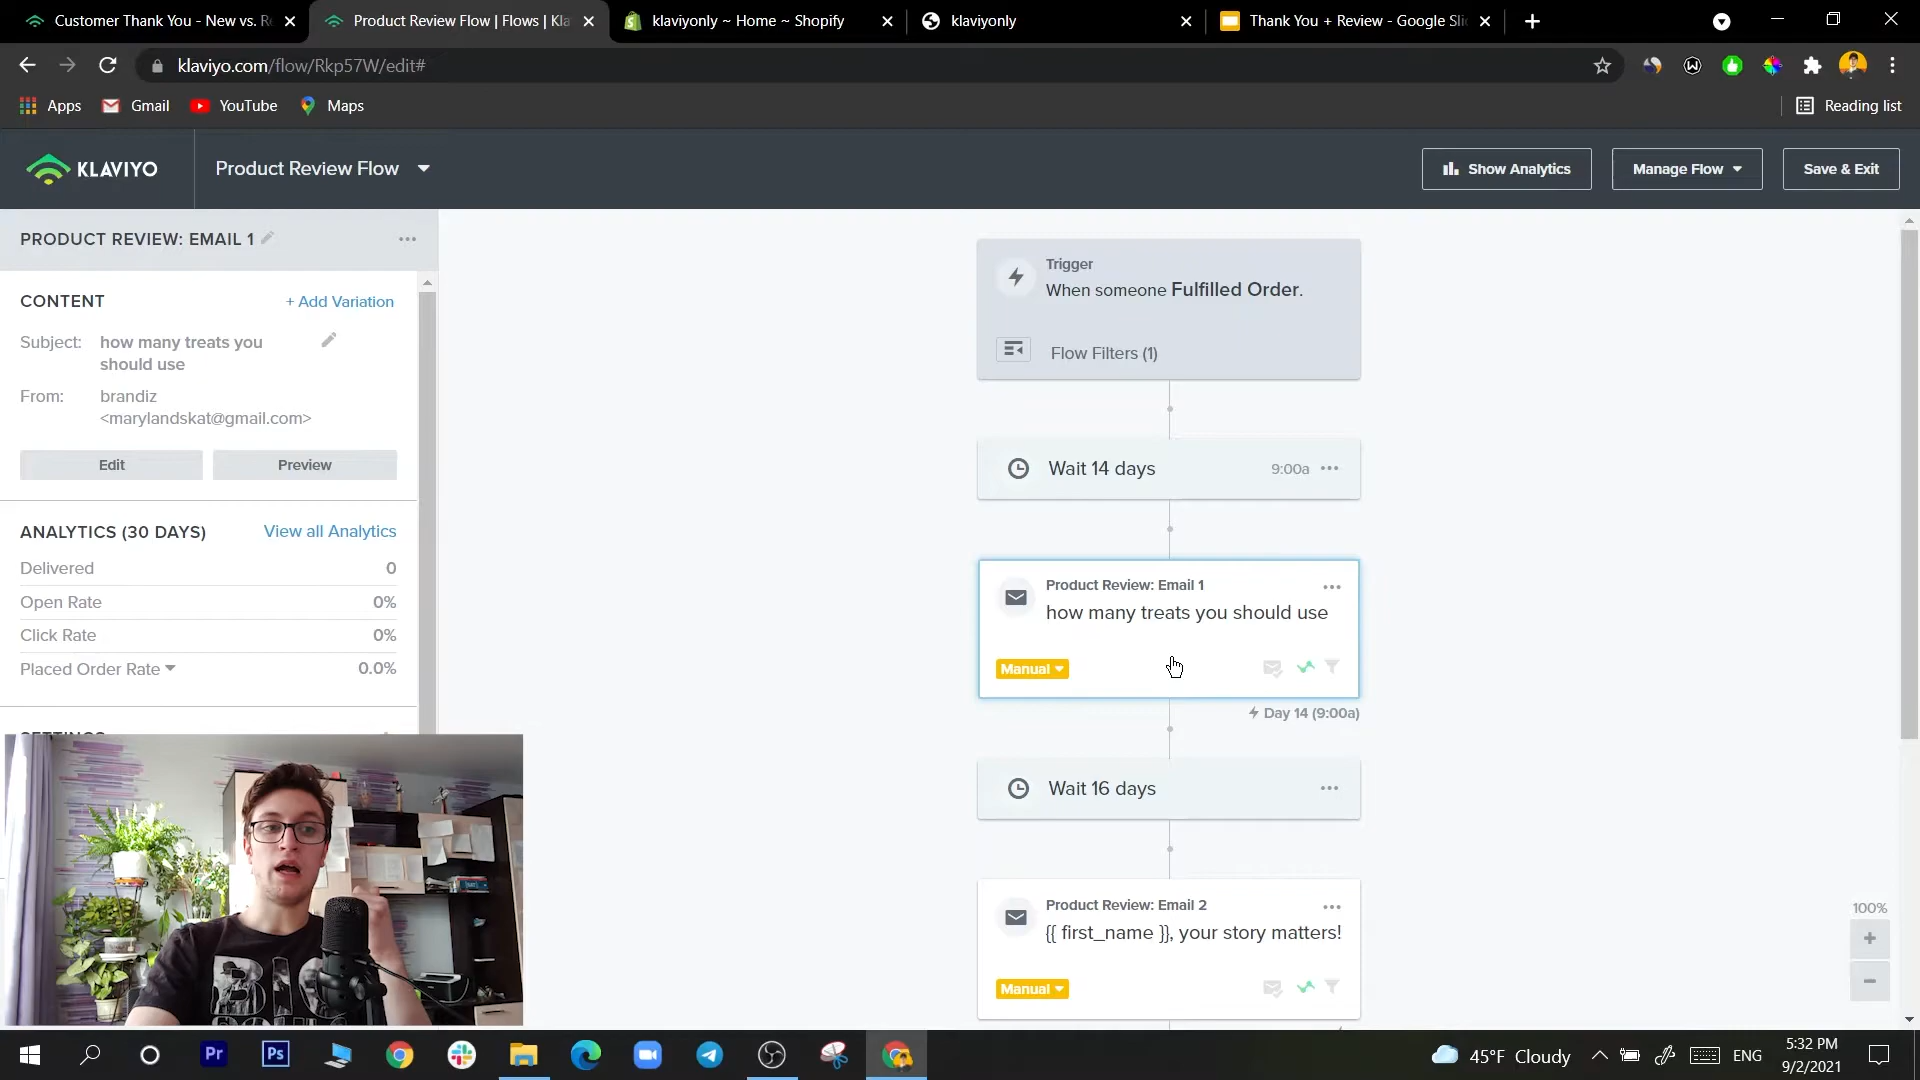 Customer Thank You - New vs. Re
Product Review Flow | Flows | Kla
klaviyonly ~ Home ~ Shopify
klaviyonly
Thank You + Review - Google Slid
klaviyo.com/flow/Rkp57W/edit#
Apps
Gmail
YouTube
Maps
Reading list
KLAVIYO
Product Review Flow
Show Analytics
Manage Flow
Save & Exit
PRODUCT REVIEW: EMAIL 1
CONTENT
+ Add Variation
Subject:
how many treats you
should use
From:
brandiz
<marylandskat@gmail.com>
Edit
Preview
ANALYTICS (30 DAYS)
View all Analytics
Delivered
0
Open Rate
0%
Click Rate
0%
Placed Order Rate
0.0%
Trigger
When someone Fulfilled Order.
Flow Filters (1)
Wait 14 days
9:00a
Product Review: Email 1
how many treats you should use
Manual
Day 14 (9:00a)
Wait 16 days
Product Review: Email 2
{{ first_name }}, your story matters!
Manual
100%
BIG
Pr
Ps
45°F Cloudy
ENG
5:32 PM
9/2/2021